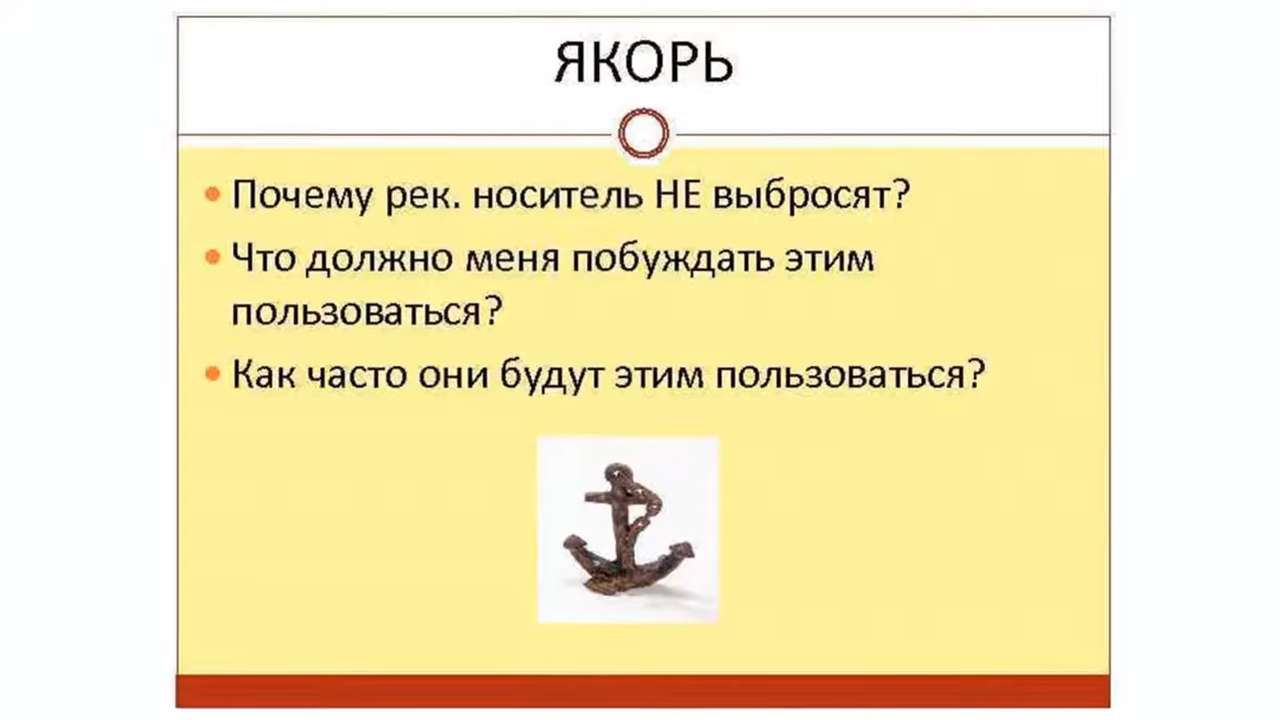 ЯКОРЬ
Почему рек. носитель НЕ выбросят?
Что должно меня побуждать этим
пользоваться?
Как часто они будут этим пользоваться?